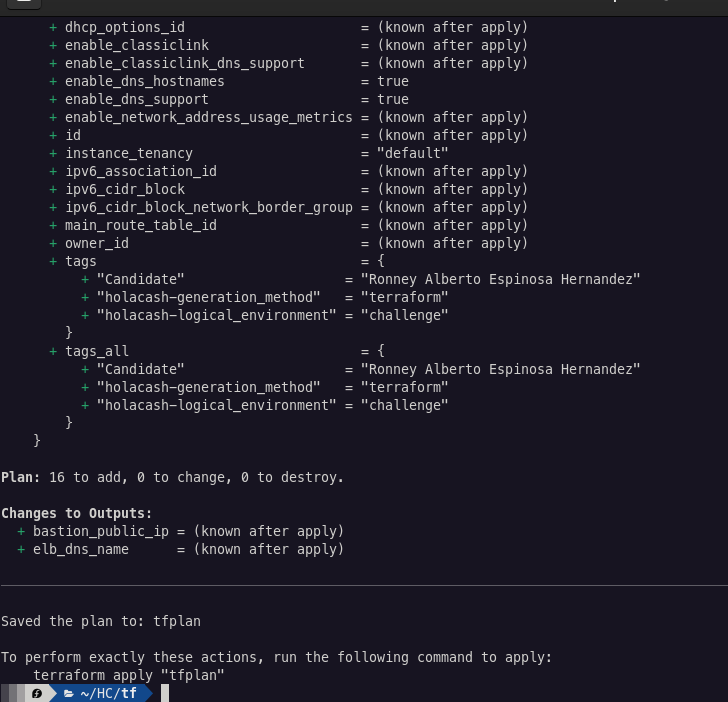 + dhcp_options_id                      = (known after apply)
+ enable_classiclink                   = (known after apply)
+ enable_classiclink_dns_support       = (known after apply)
+ enable_dns_hostnames                 = true
+ enable_dns_support                   = true
+ enable_network_address_usage_metrics = (known after apply)
+ id                                   = (known after apply)
+ instance_tenancy                     = "default"
+ ipv6_association_id                  = (known after apply)
+ ipv6_cidr_block                      = (known after apply)
+ ipv6_cidr_block_network_border_group = (known after apply)
+ main_route_table_id                  = (known after apply)
+ owner_id                             = (known after apply)
+ tags                                 = {
+ "Candidate"                    = "Ronney Alberto Espinosa Hernandez"
+ "holacash-generation_method"   = "terraform"
+ "holacash-logical_environment" = "challenge"
}
+ tags_all                             = {
+ "Candidate"                    = "Ronney Alberto Espinosa Hernandez"
+ "holacash-generation_method"   = "terraform"
+ "holacash-logical_environment" = "challenge"
}
}
Plan: 16 to add, 0 to change, 0 to destroy.
Changes to Outputs:
+ bastion_public_ip = (known after apply)
+ elb_dns_name      = (known after apply)
Saved the plan to: tfplan
To perform exactly these actions, run the following command to apply:
terraform apply "tfplan"
~/HC/tf